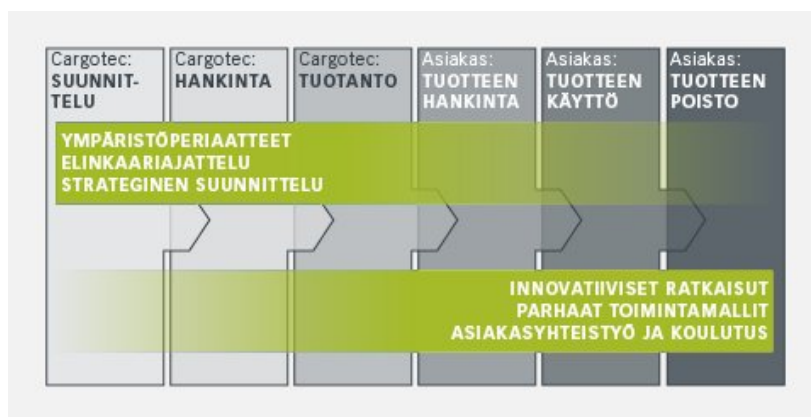 Cargotec:
SUUNNIT-
TELU
Cargotec:
HANKINTA
Cargotec:
TUOTANTO
Asiakas:
TUOTTEEN
HANKINTA
Asiakas:
TUOTTEEN
KÄYTTÖ
Asiakas:
TUOTTEEN
POISTO
YMPÄRISTÖPERIAATTEET
ELINKAARIAJATTELU
STRATEGINEN SUUNNITTELU
INNOVATIIVISET RATKAISUT
PARHAAT TOIMINTAMALLIT
ASIAKASYHTEISTYÖ JA KOULUTUS